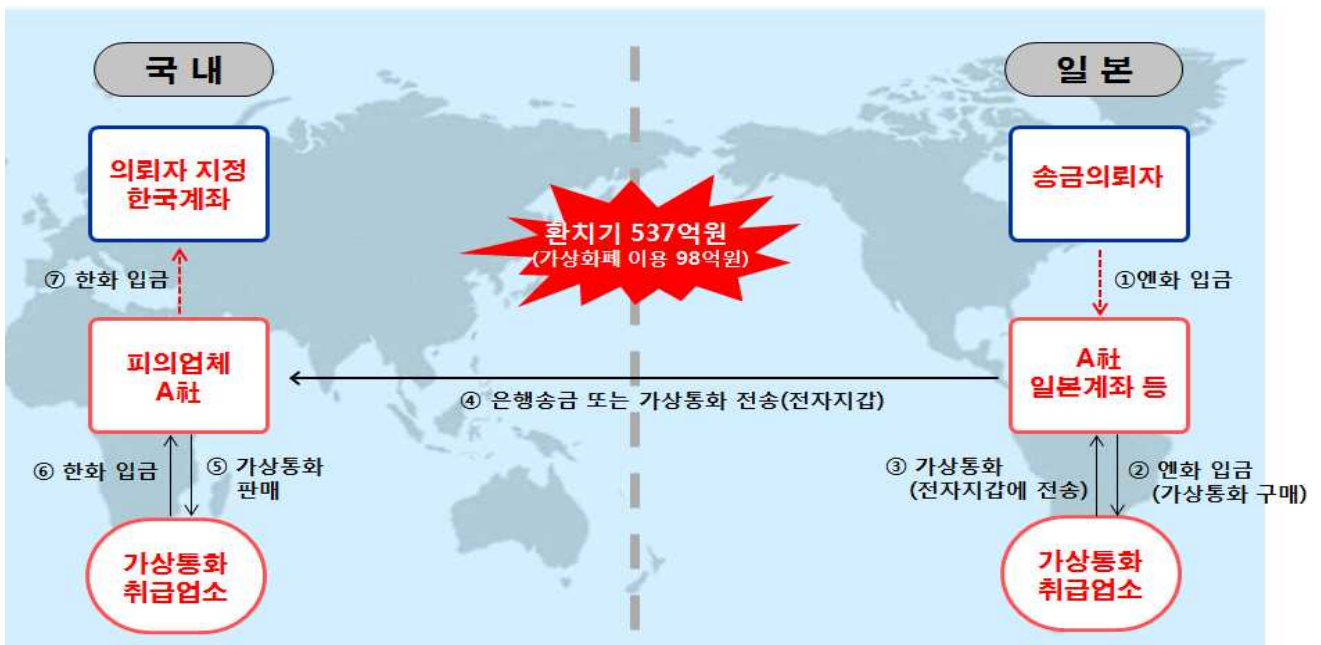 국 내
일 본
의뢰자 지정
한국계좌
송금의뢰자
환치기 537억원
(가상화폐 이용 98억원)
⑦ 한화 입금
①엔화 입금
피의업체
A社
A社
일본계좌 등
④ 은행송금 또는 가상통화 전송(전자지갑)
⑥ 한화 입금
⑤ 가상통화
판매
③ 가상통화
(전자지갑에 전송)
② 엔화 입금
(가상통화 구매)
가상통화
취급업소
가상통화
취급업소